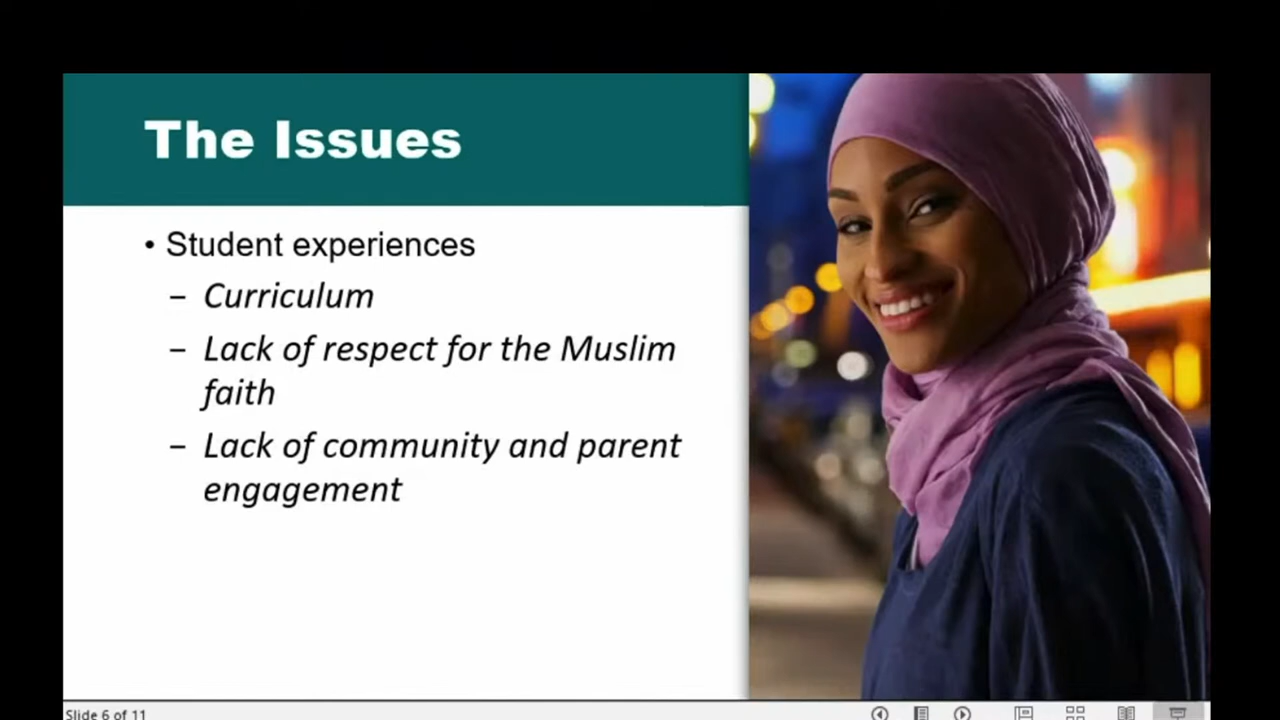 The Issues
• Student experiences
– Curriculum
– Lack of respect for the Muslim
faith
– Lack of community and parent
engagement
Slide 6 of 11